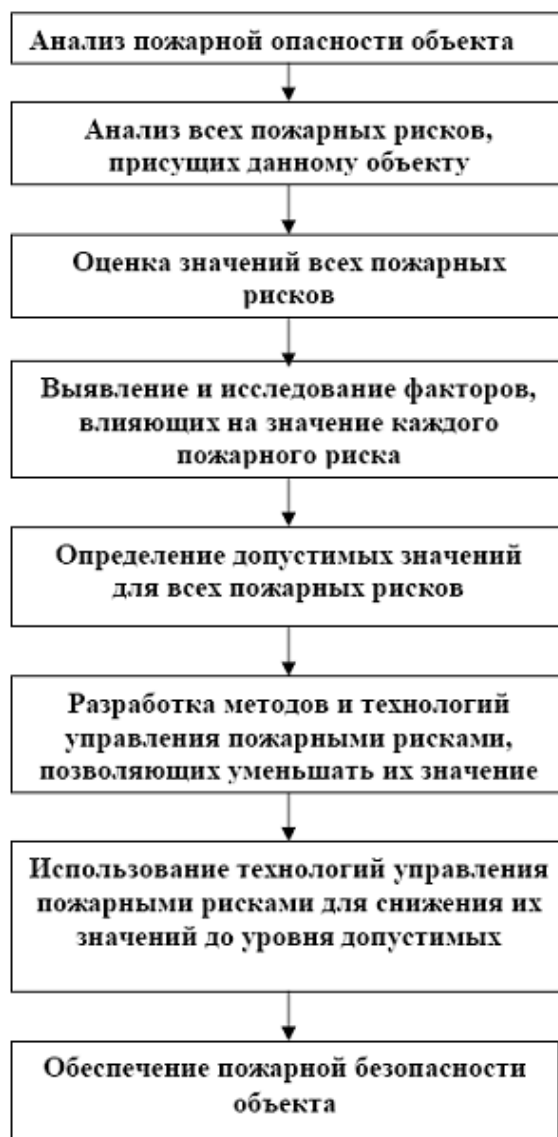 Анализ пожарной опасности объекта
Анализ всех пожарных рисков,
присущих данному объекту
Оценка значений всех пожарных
рисков
Выявление и исследование факторов,
влияющих на значение каждого
пожарного риска
Определение допустимых значений
для всех пожарных рисков
Разработка методов и технологий
управления пожарными рисками,
позволяющих уменьшать их значение
Использование технологий управления
пожарными рисками для снижения их
значений до уровня допустимых
Обеспечение пожарной безопасности
объекта